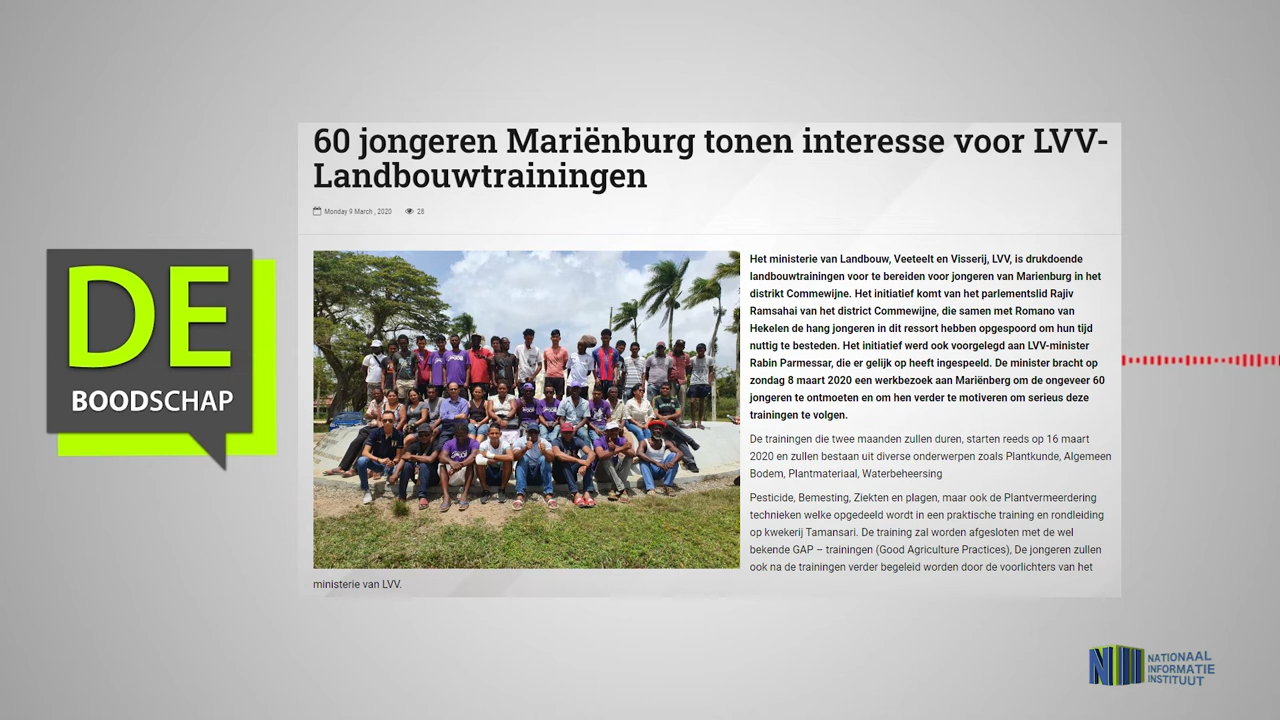 60 jongeren Mariënburg tonen interesse voor LVV-
Landbouwtrainingen
Monday 9 March , 2020 28
DE
BOODSCHAP
Het ministerie van Landbouw, Veeteelt en Visserij, LVV, is drukdoende
landbouwtrainingen voor te bereiden voor jongeren van Marienburg in het
distrikt Commewijne. Het initiatief komt van het parlementslid Rajiv
Ramsahai van het district Commewijne, die samen met Romano van
Hekelen de hang jongeren in dit ressort hebben opgespoord om hun tijd
nuttig te besteden. Het initiatief werd ook voorgelegd aan LVV-minister
Rabin Parmessar, die er gelijk op heeft ingespeeld. De minister bracht op
zondag 8 maart 2020 een werkbezoek aan Mariënberg om de ongeveer 60
jongeren te ontmoeten en om hen verder te motiveren om serieus deze
trainingen te volgen.
De trainingen die twee maanden zullen duren, starten reeds op 16 maart
2020 en zullen bestaan uit diverse onderwerpen zoals Plantkunde, Algemeen
Bodem, Plantmateriaal, Waterbeheersing
Pesticide, Bemesting, Ziekten en plagen, maar ook de Plantvermeerdering
technieken welke opgedeeld wordt in een praktische training en rondleiding
op kwekerij Tamansari. De training zal worden afgesloten met de wel
bekende GAP – trainingen (Good Agriculture Practices), De jongeren zullen
ook na de trainingen verder begeleid worden door de voorlichters van het
ministerie van LVV.
NII
NATIONAAL
INFORMATIE
INSTITUUT